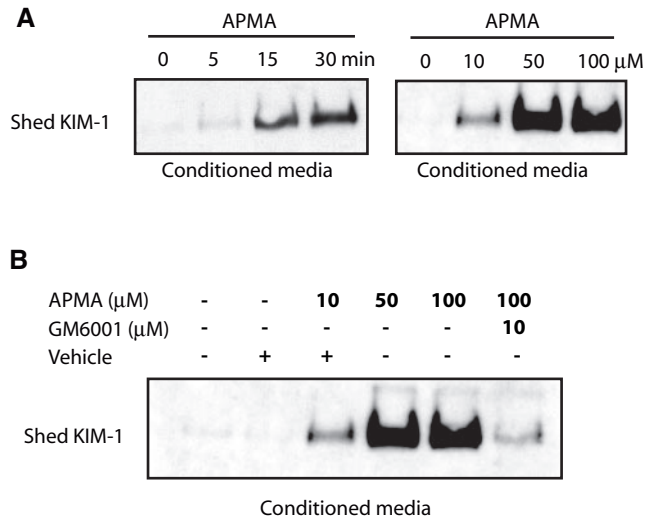 A
APMA
APMA
0 5 15 30 min
0 10 50 100 μM
Shed KIM-1
Conditioned media
Conditioned media
B
APMA (μM) - - 10 50 100 100
GM6001 (μM) - - - - - 10
Vehicle - + + - - -
Shed KIM-1
Conditioned media